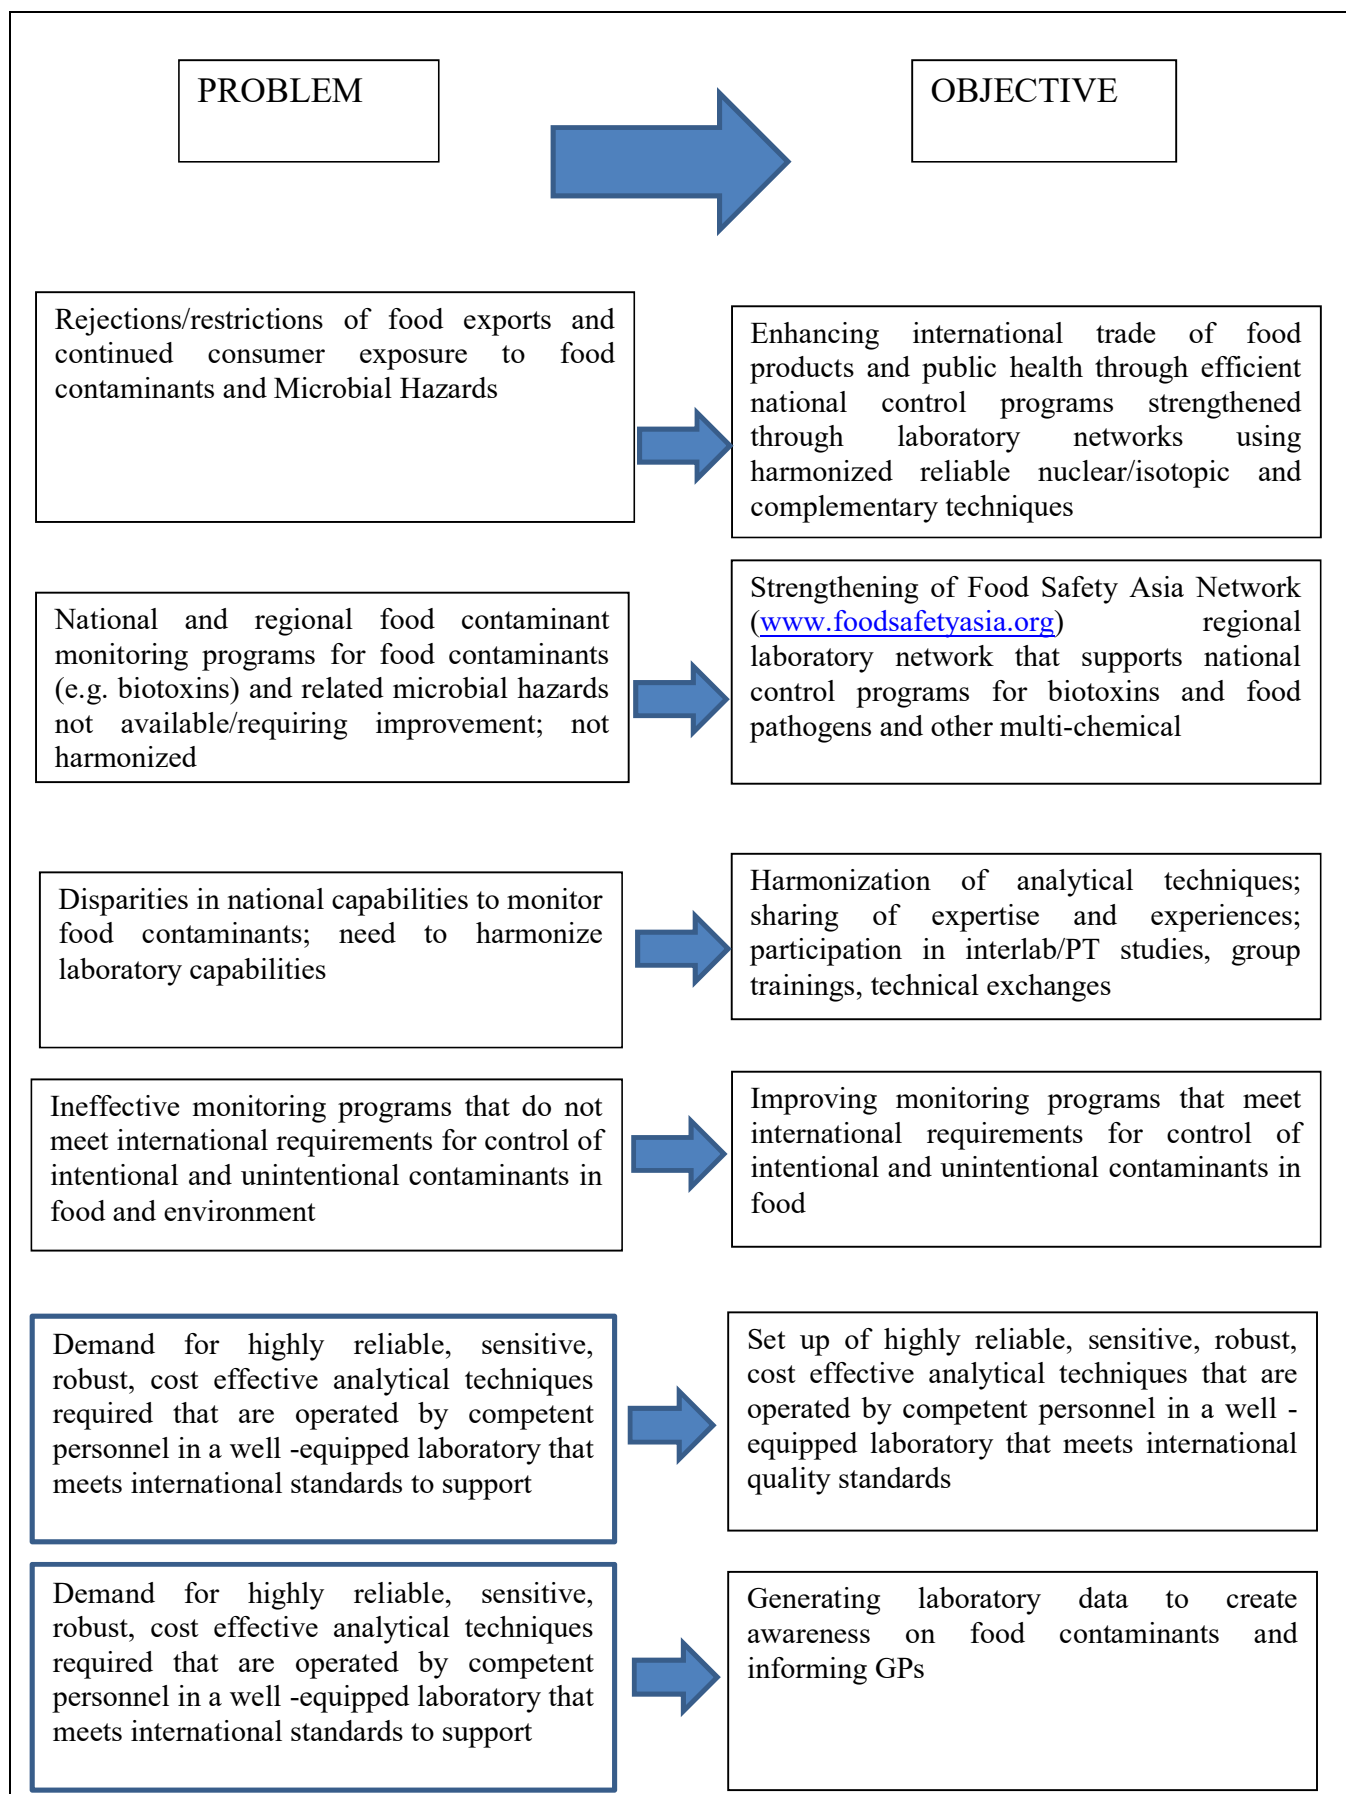 PROBLEM
OBJECTIVE
Rejections/restrictions of food exports and
continued consumer exposure to food
contaminants and Microbial Hazards
Enhancing international trade of food
products and public health through efficient
national control programs strengthened
through laboratory networks using
harmonized reliable nuclear/isotopic and
complementary techniques
National and regional food contaminant
monitoring programs for food contaminants
(e.g. biotoxins) and related microbial hazards
not available/requiring improvement; not
harmonized
Strengthening of Food Safety Asia Network
(www.foodsafetyasia.org) regional
laboratory network that supports national
control programs for biotoxins and food
pathogens and other multi-chemical
Disparities in national capabilities to monitor
food contaminants; need to harmonize
laboratory capabilities
Harmonization of analytical techniques;
sharing of expertise and experiences;
participation in interlab/PT studies, group
trainings, technical exchanges
Ineffective monitoring programs that do not
meet international requirements for control of
intentional and unintentional contaminants in
food and environment
Improving monitoring programs that meet
international requirements for control of
intentional and unintentional contaminants in
food
Demand for highly reliable, sensitive,
robust, cost effective analytical techniques
required that are operated by competent
personnel in a well -equipped laboratory that
meets international standards to support
Set up of highly reliable, sensitive, robust,
cost effective analytical techniques that are
operated by competent personnel in a well -
equipped laboratory that meets international
quality standards
Demand for highly reliable, sensitive,
robust, cost effective analytical techniques
required that are operated by competent
personnel in a well -equipped laboratory that
meets international standards to support
Generating laboratory data to create
awareness on food contaminants and
informing GPs